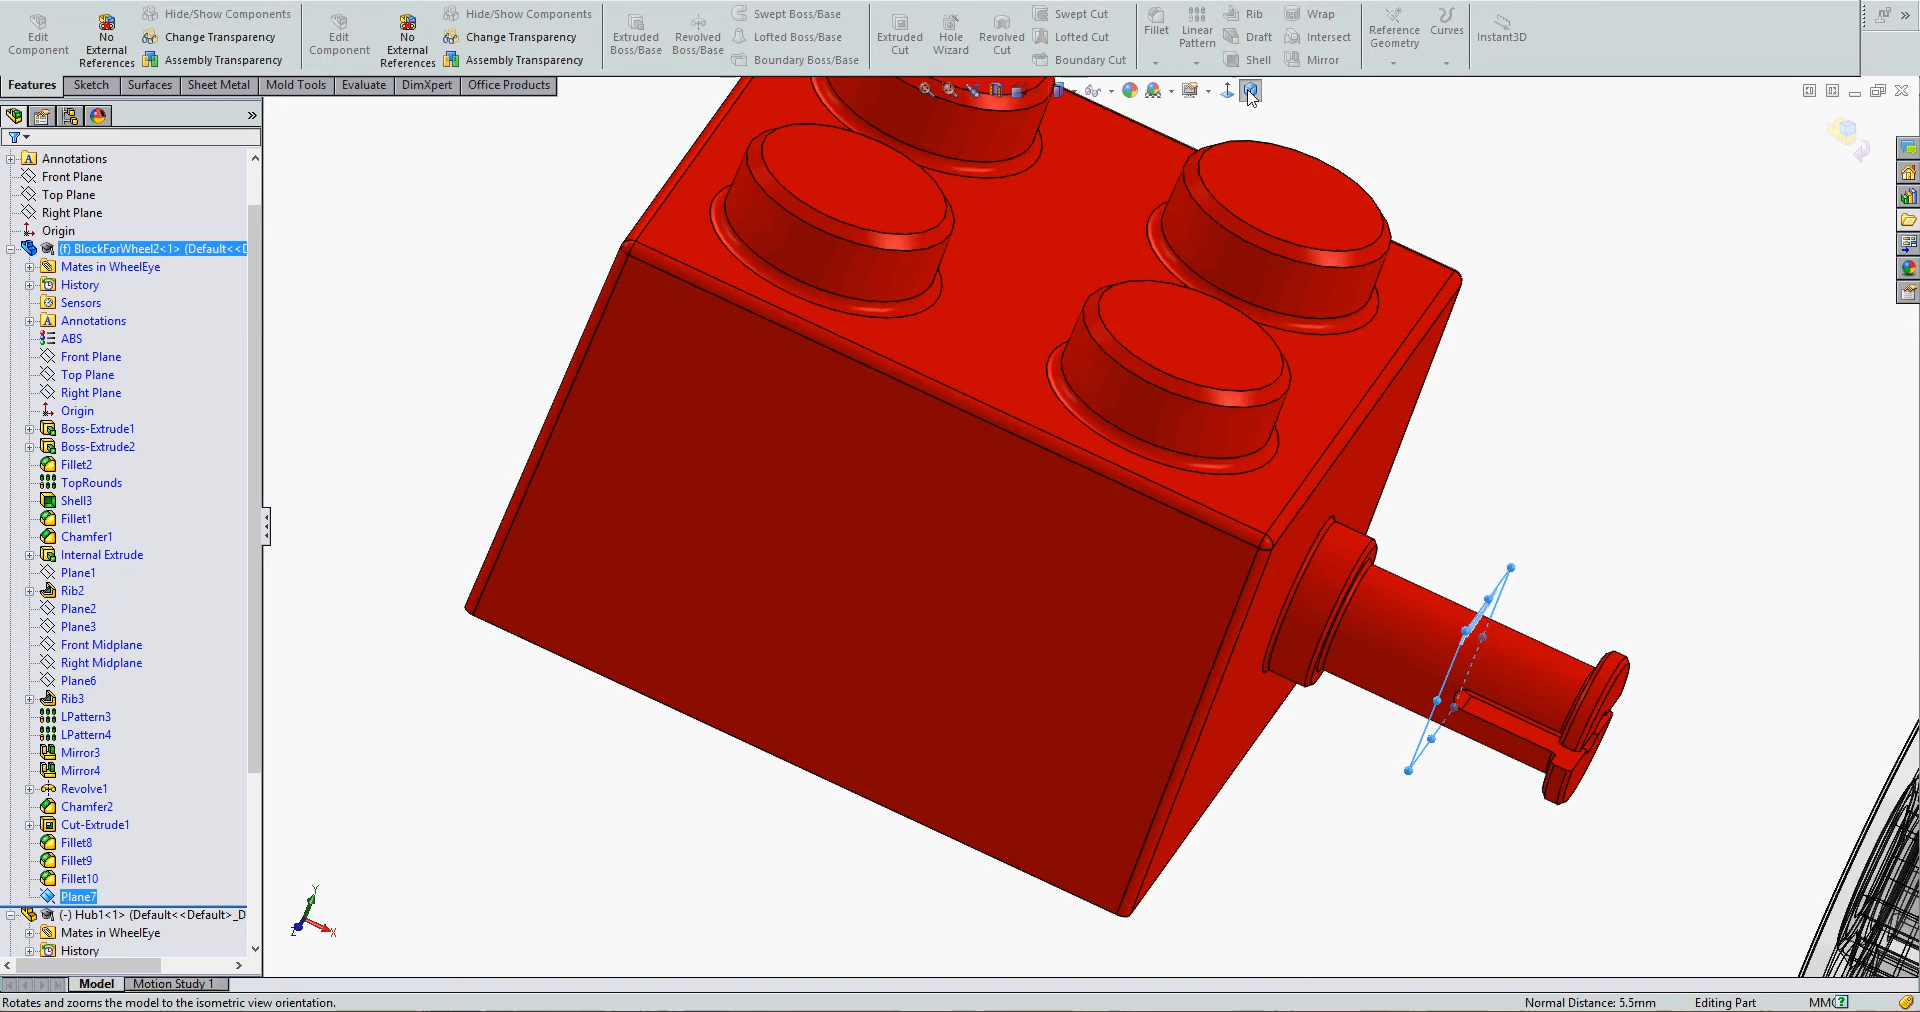 Edit Component
No External References
Hide/Show Components
Change Transparency
Assembly Transparency
Edit Component
No External References
Hide/Show Components
Change Transparency
Assembly Transparency
Extruded Boss/Base
Revolved Boss/Base
Swept Boss/Base
Lofted Boss/Base
Boundary Boss/Base
Extruded Cut
Hole Wizard
Revolved Cut
Swept Cut
Lofted Cut
Boundary Cut
Fillet
Linear Pattern
Rib
Draft
Shell
Wrap
Intersect
Mirror
Reference Geometry
Curves
Instant3D
Features
Sketch
Surfaces
Sheet Metal
Mold Tools
Evaluate
DimXpert
Office Products
Annotations
Front Plane
Top Plane
Right Plane
Origin
(f) BlockForWheel2<1> (Default<<D
Mates in WheelEye
History
Sensors
Annotations
ABS
Front Plane
Top Plane
Right Plane
Origin
Boss-Extrude1
Boss-Extrude2
Fillet2
TopRounds
Shell3
Fillet1
Chamfer1
Internal Extrude
Plane1
Rib2
Plane2
Plane3
Front Midplane
Right Midplane
Plane6
Rib3
LPattern3
LPattern4
Mirror3
Mirror4
Revolve1
Chamfer2
Cut-Extrude1
Fillet8
Fillet9
Fillet10
Plane7
(-) Hub1<1> (Default<<Default>_D
Mates in WheelEye
History
Y
X
Z
Model
Motion Study 1
Rotates and zooms the model to the isometric view orientation.
Normal Distance: 5.5mm
Editing Part